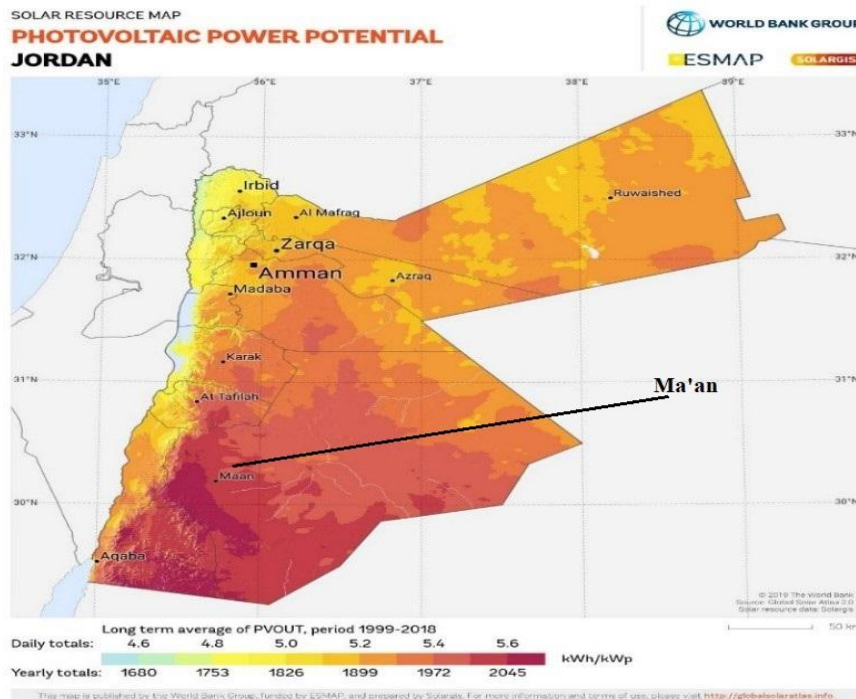 SOLAR RESOURCE MAP
PHOTOVOLTAIC POWER POTENTIAL
JORDAN
WORLD BANK GROUP
ESMAP
SOLARGIS
35°E 36°E 37°E 38°E 39°E
33°N 33°N
Irbid
Ruwaished
Ajloun Al Mafraq
Zarqa
32°N 32°N
Amman
Azraq
Madaba
Karak
31°N 31°N
Ma'an
At Tafilah
Maan
30°N 30°N
Aqaba
© 2019 The World Bank
Source: Global Solar Atlas 2.0
Solar resource data: Solargis
Long term average of PVOUT, period 1999-2018
50 km
Daily totals: 4.6 4.8 5.0 5.2 5.4 5.6
kWh/kWp
Yearly totals: 1680 1753 1826 1899 1972 2045
This map is published by the World Bank Group, funded by ESMAP, and prepared by Solargis. For more information and terms of use, please visit http://globalsolaratlas.info.